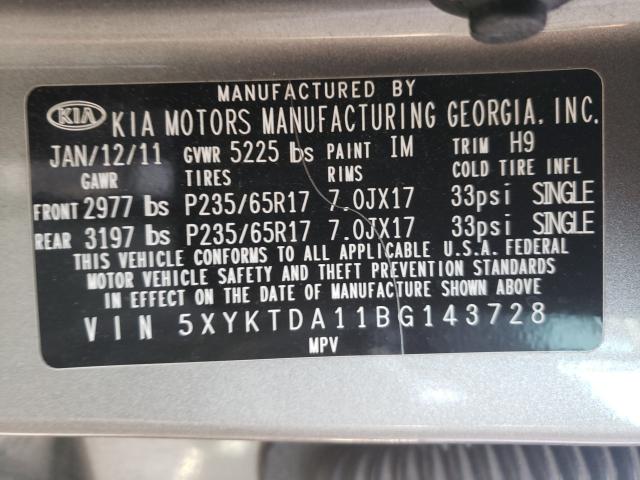 MANUFACTURED BY
KIA KIA MOTORS MANUFACTURING GEORGIA, INC.
JAN/12/11 GVWR 5225 lbs PAINT IM TRIM H9
GAWR TIRES RIMS COLD TIRE INFL
FRONT 2977 lbs P235/65R17 7.0JX17 33psi SINGLE
REAR 3197 lbs P235/65R17 7.0JX17 33psi SINGLE
THIS VEHICLE CONFORMS TO ALL APPLICABLE U.S.A. FEDERAL
MOTOR VEHICLE SAFETY AND THEFT PREVENTION STANDARDS
IN EFFECT ON THE DATE OF MANUFACTURE SHOWN ABOVE
VIN 5XYKTDA11BG143728
MPV